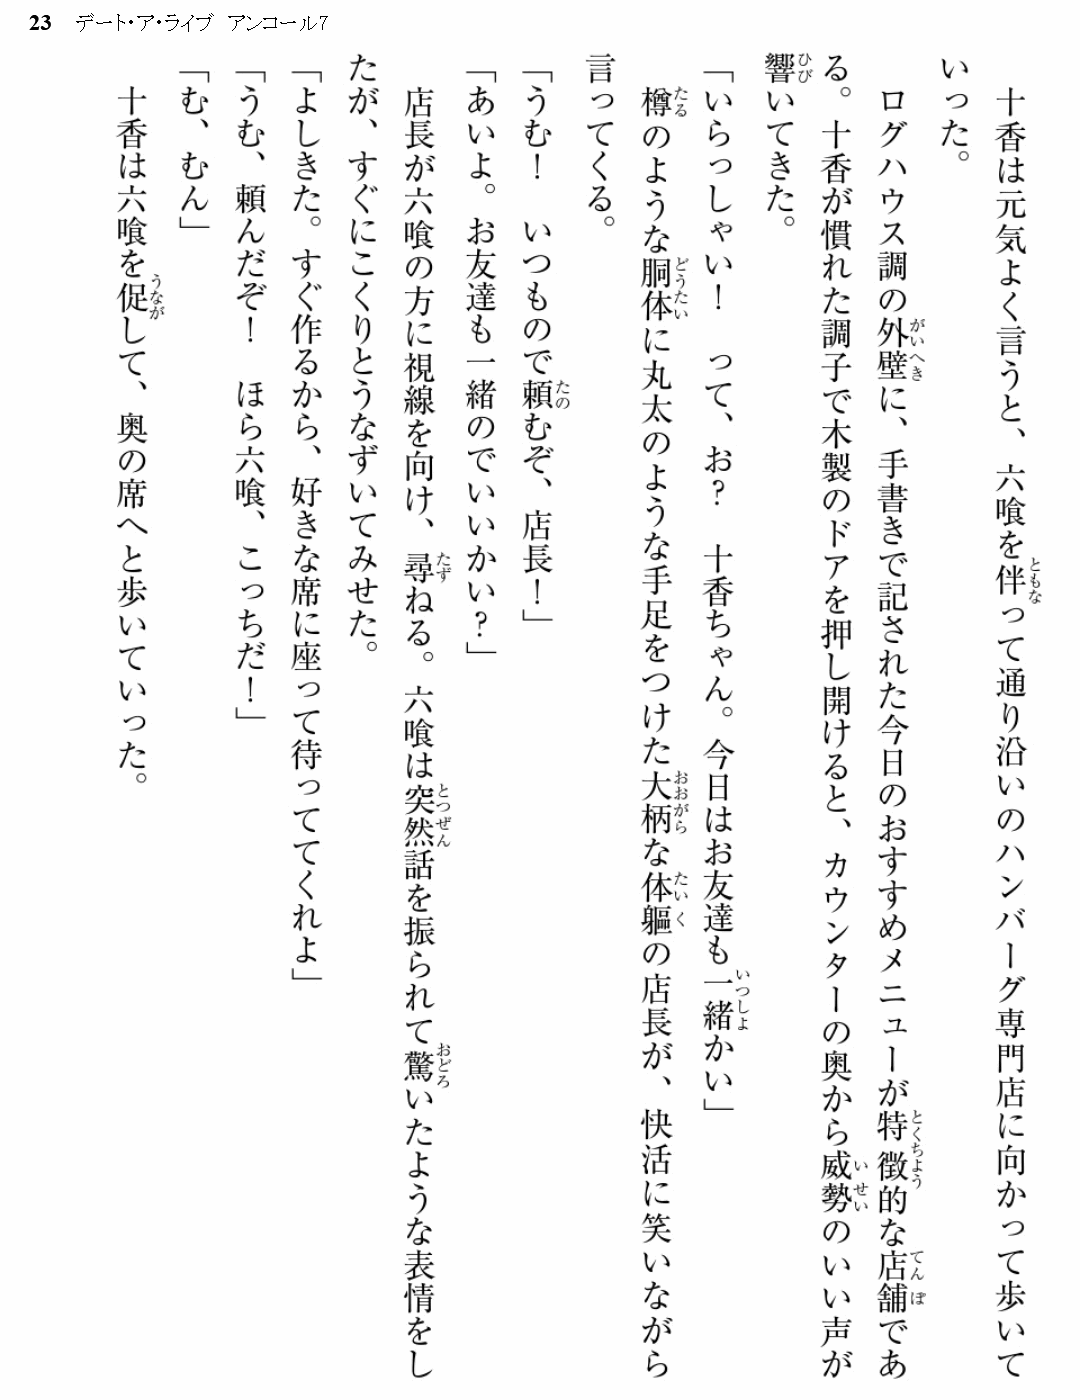 23 デート・ア・ライブ アンコール7
十香は元気よく言うと、六喰を伴って通り沿いのハンバーグ専門店に向かって歩いて
いった。
ログハウス調の外壁に、手書きで記された今日のおすすめメニューが特徴的な店舗であ
る。十香が慣れた調子で木製のドアを押し開けると、カウンターの奥から威勢のいい声が
響いてきた。
「いらっしゃい！　って、お？　十香ちゃん。今日はお友達も一緒かい」
樽のような胴体に丸太のような手足をつけた大柄な体軀の店長が、快活に笑いながら
言ってくる。
「うむ！　いつもので頼むぞ、店長！」
「あいよ。お友達も一緒のでいいかい？」
店長が六喰の方に視線を向け、尋ねる。六喰は突然話を振られて驚いたような表情をし
たが、すぐにこくりとうなずいてみせた。
「よしきた。すぐ作るから、好きな席に座って待っててくれよ」
「うむ、頼んだぞ！　ほら六喰、こっちだ！」
「む、むん」
十香は六喰を促して、奥の席へと歩いていった。